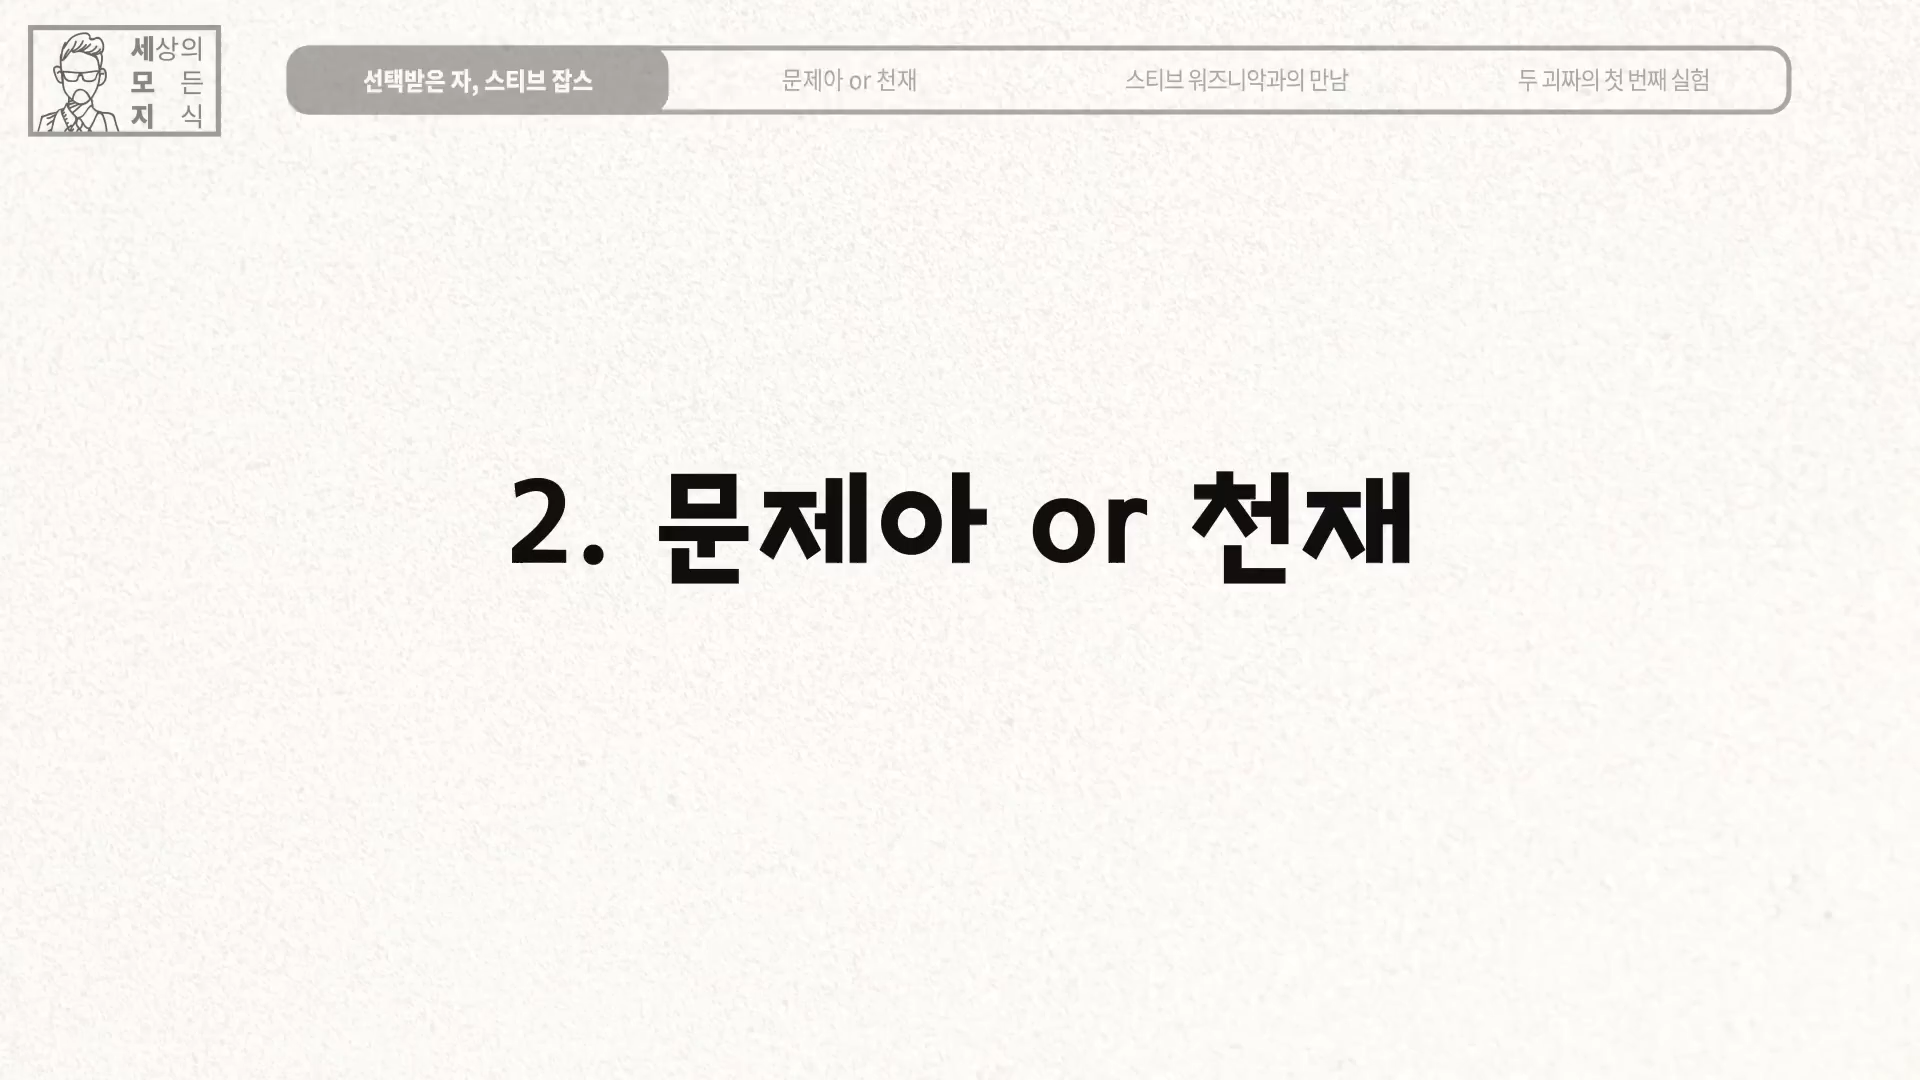 세상의
모든
지식
선택받은 자, 스티브 잡스
문제아 or 천재
스티브 워즈니악과의 만남
두 괴짜의 첫 번째 실험
2. 문제아 or 천재